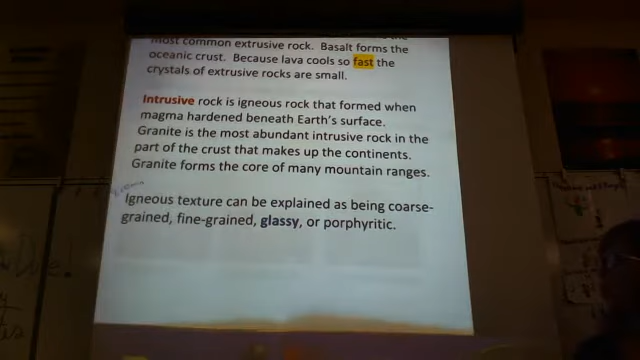 most common extrusive rock. Basalt forms the
oceanic crust. Because lava cools so fast the
crystals of extrusive rocks are small.
Intrusive rock is igneous rock that formed when
magma hardened beneath Earth's surface.
Granite is the most abundant intrusive rock in the
part of the crust that makes up the continents.
Granite forms the core of many mountain ranges.
Igneous texture can be explained as being coarse-
grained, fine-grained, glassy, or porphyritic.